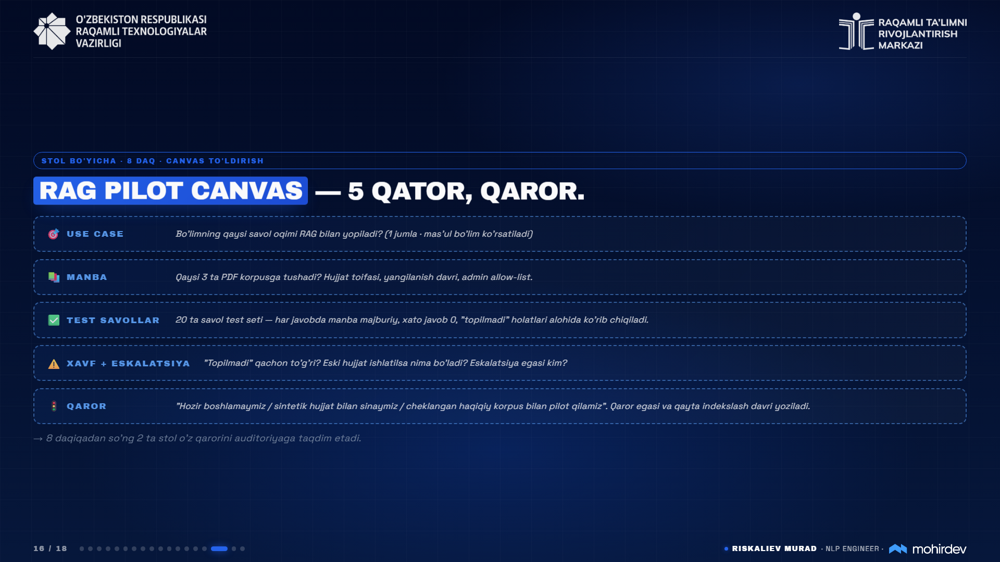 O'ZBEKISTON RESPUBLIKASI
RAQAMLI TEXNOLOGIYALAR
VAZIRLIGI
RAQAMLI TA'LIMNI
RIVOJLANTIRISH
MARKAZI
STOL BO'YICHA · 8 DAQ · CANVAS TO'LDIRISH
RAG PILOT CANVAS — 5 QATOR, QAROR.
USE CASE Bo'limning qaysi savol oqimi RAG bilan yopiladi? (1 jumla · mas'ul bo'lim ko'rsatiladi)
MANBA Qaysi 3 ta PDF korpusga tushadi? Hujjat toifasi, yangilanish davri, admin allow-list.
TEST SAVOLLAR 20 ta savol test seti — har javobda manba majburiy, xato javob 0, "topilmadi" holatlari alohida ko'rib chiqiladi.
XAVF + ESKALATSIYA "Topilmadi" qachon to'g'ri? Eski hujjat ishlatilsa nima bo'ladi? Eskalatsiya egasi kim?
QAROR "Hozir boshlamaymiz / sintetik hujjat bilan sinaymiz / cheklangan haqiqiy korpus bilan pilot qilamiz". Qaror egasi va qayta indekslash davri yoziladi.
→ 8 daqiqadan so'ng 2 ta stol o'z qarorini auditoriyaga taqdim etadi.
16 / 18
RISKALIEV MURAD · NLP ENGINEER · mohirdev